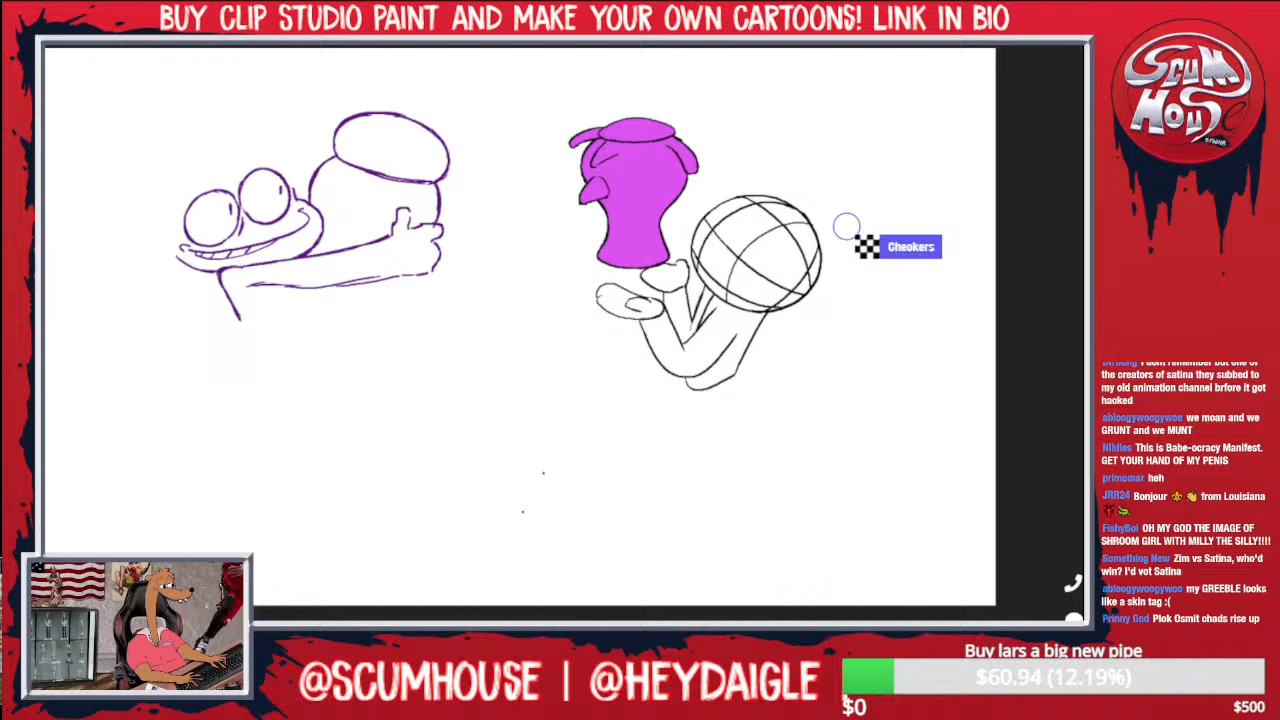 BUY CLIP STUDIO PAINT AND MAKE YOUR OWN CARTOONS! LINK IN BIO
SCUM
HOUSe
STUDIOS
Cheokers
the creators of satina they subbed to
my old animation channel brfore it got
hacked
abloogywoogywoo we moan and we
GRUNT and we MUNT
Nihiles This is Babe-ocracy Manifest.
GET YOUR HAND OF MY PENIS
primomar heh
JRR24 Bonjour ⚜️ 👏 from Louisiana
FishyBoi OH MY GOD THE IMAGE OF
SHROOM GIRL WITH MILLY THE SILLY!!!!
Something New Zim vs Satina, who'd
win? I'd vot Satina
abloogywoogywoo my GREEBLE looks
like a skin tag :(
Prinny God Plok Osmit chads rise up
@SCUMHOUSE | @HEYDAIGLE
Buy lars a big new pipe
$60.94 (12.19%)
$0
$500